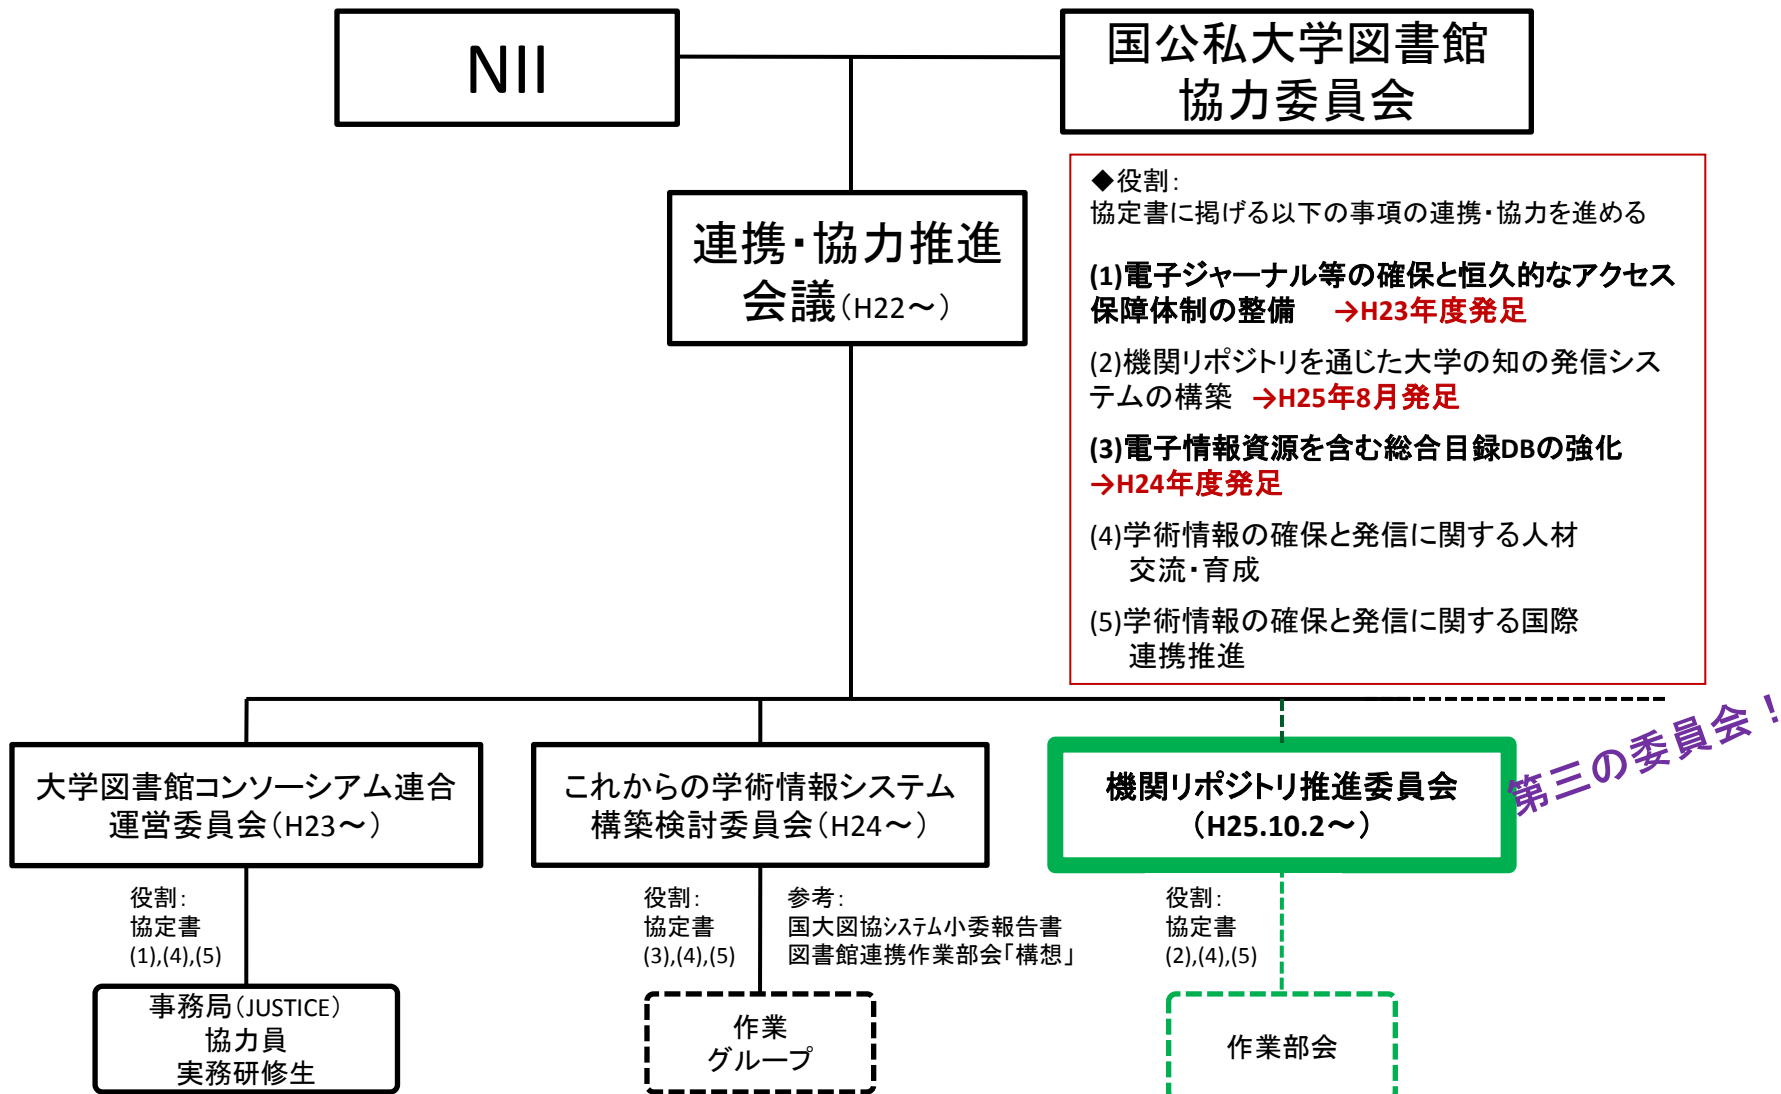 NII
国公私大学図書館
協力委員会
連携・協力推進
会議（H22～）
◆役割：
協定書に掲げる以下の事項の連携・協力を進める
(1)電子ジャーナル等の確保と恒久的なアクセス
保障体制の整備　→H23年度発足
(2)機関リポジトリを通じた大学の知の発信シス
テムの構築　→H25年8月発足
(3)電子情報資源を含む総合目録DBの強化
→H24年度発足
(4)学術情報の確保と発信に関する人材
交流・育成
(5)学術情報の確保と発信に関する国際
連携推進
第三の委員会！
大学図書館コンソーシアム連合
運営委員会（H23～）
これからの学術情報システム
構築検討委員会（H24～）
機関リポジトリ推進委員会
（H25.10.2～）
役割：
協定書
(1),(4),(5)
役割：
協定書
(3),(4),(5)
参考：
国大図協ｼｽﾃﾑ小委報告書
図書館連携作業部会「構想」
役割：
協定書
(2),(4),(5)
事務局（JUSTICE）
協力員
実務研修生
作業
グループ
作業部会